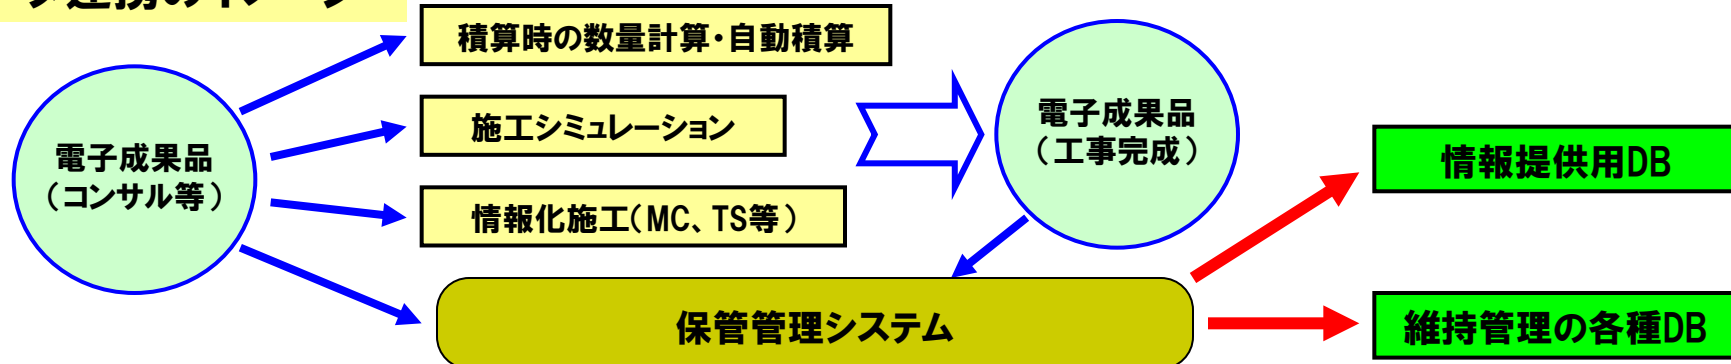 積算時の数量計算・自動積算
施工シミュレーション
情報化施工(MC、TS等)
電子成果品
(コンサル等)
電子成果品
(工事完成)
保管管理システム
情報提供用DB
維持管理の各種DB